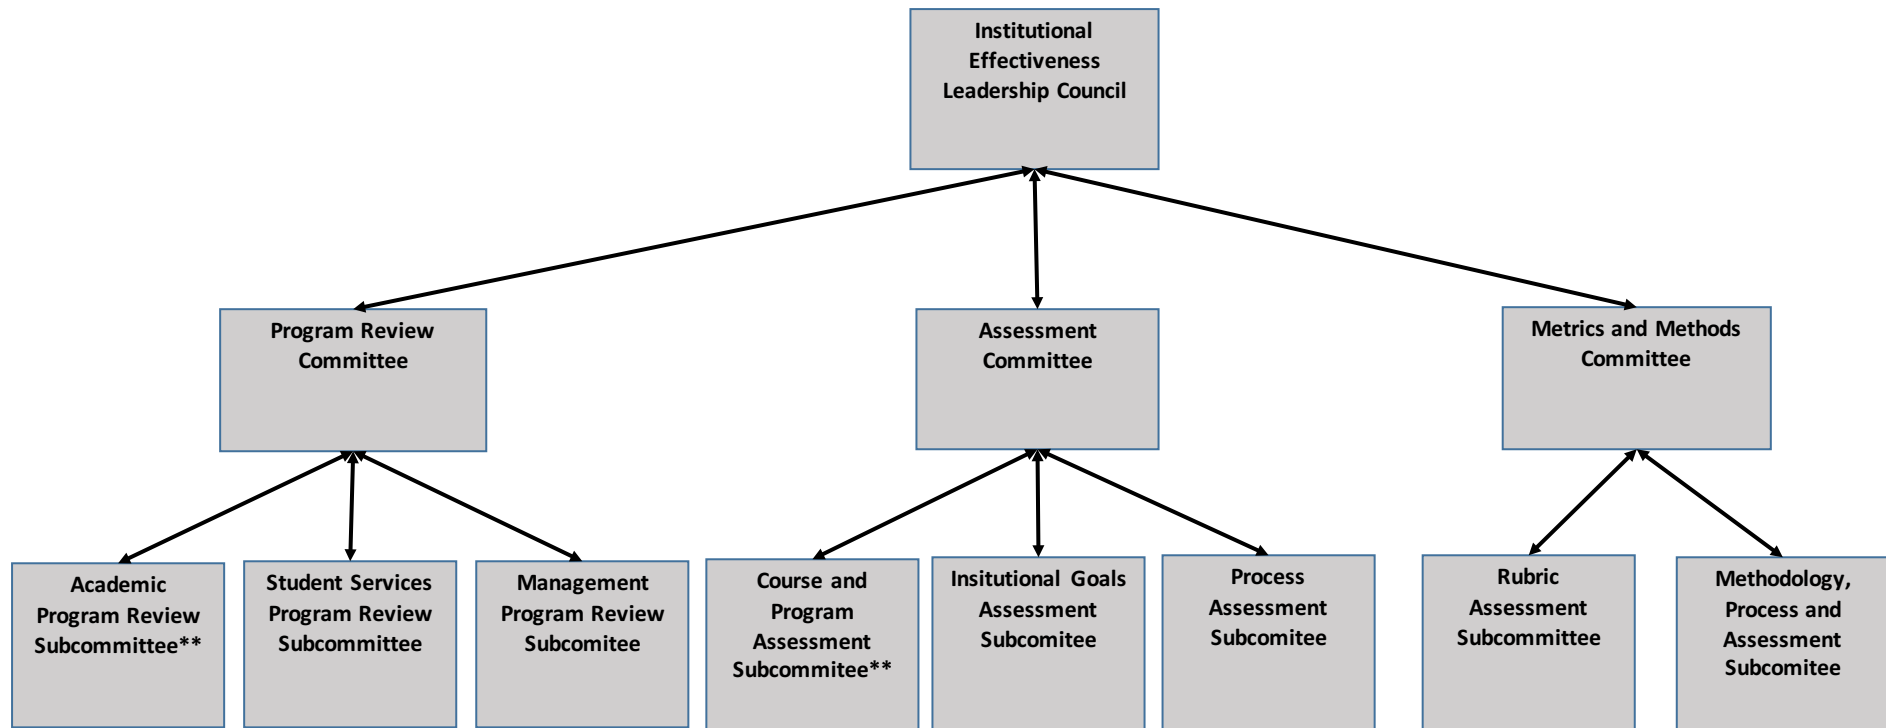 Institutional
Effectiveness
Leadership Council
Program Review
Committee
Assessment
Committee
Metrics and Methods
Committee
Academic
Program Review
Subcommittee**
Student Services
Program Review
Subcommittee
Management
Program Review
Subcomitee
Course and
Program
Assessment
Subcommitee**
Insitutional Goals
Assessment
Subcomitee
Process
Assessment
Subcomitee
Rubric
Assessment
Subcommittee
Methodology,
Process and
Assessment
Subcomitee